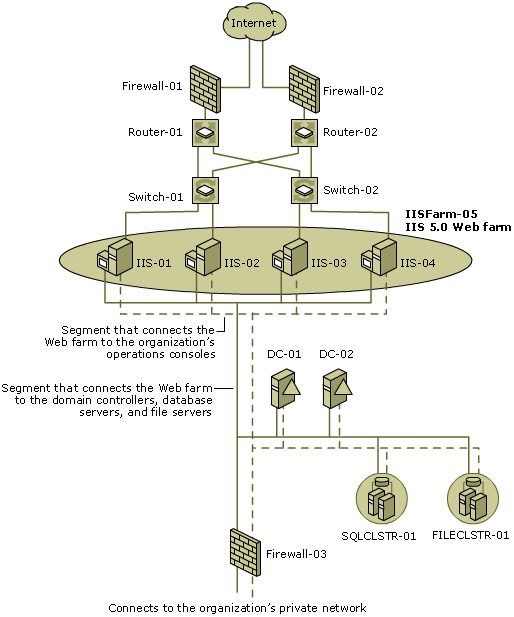 Internet
Firewall-01
Firewall-02
Router-01
Router-02
Switch-01
Switch-02
IISFarm-05
IIS 5.0 Web farm
IIS-01
IIS-02
IIS-03
IIS-04
Segment that connects the
Web farm to the organization's
operations consoles
DC-01
DC-02
Segment that connects the Web farm
to the domain controllers, database
servers, and file servers
SQLCLSTR-01
FILECLSTR-01
Firewall-03
Connects to the organization's private network